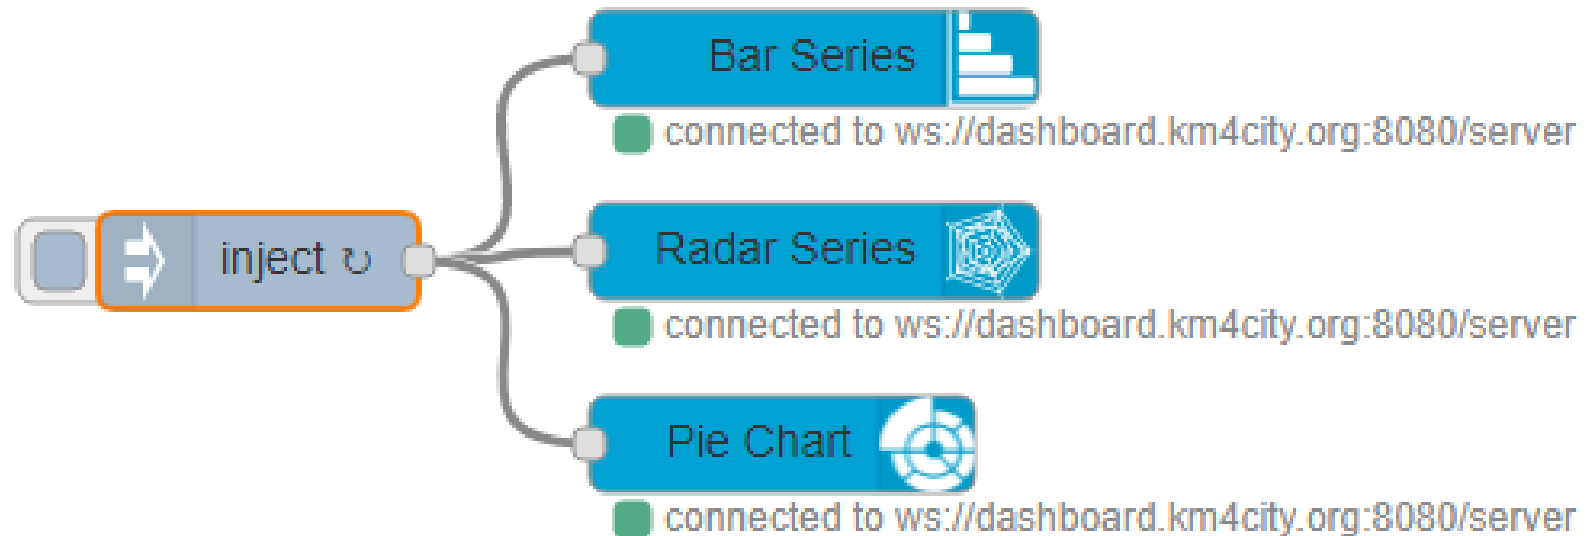 Bar Series
connected to ws://dashboard.km4city.org:8080/server
inject ↻
Radar Series
connected to ws://dashboard.km4city.org:8080/server
Pie Chart
connected to ws://dashboard.km4city.org:8080/server